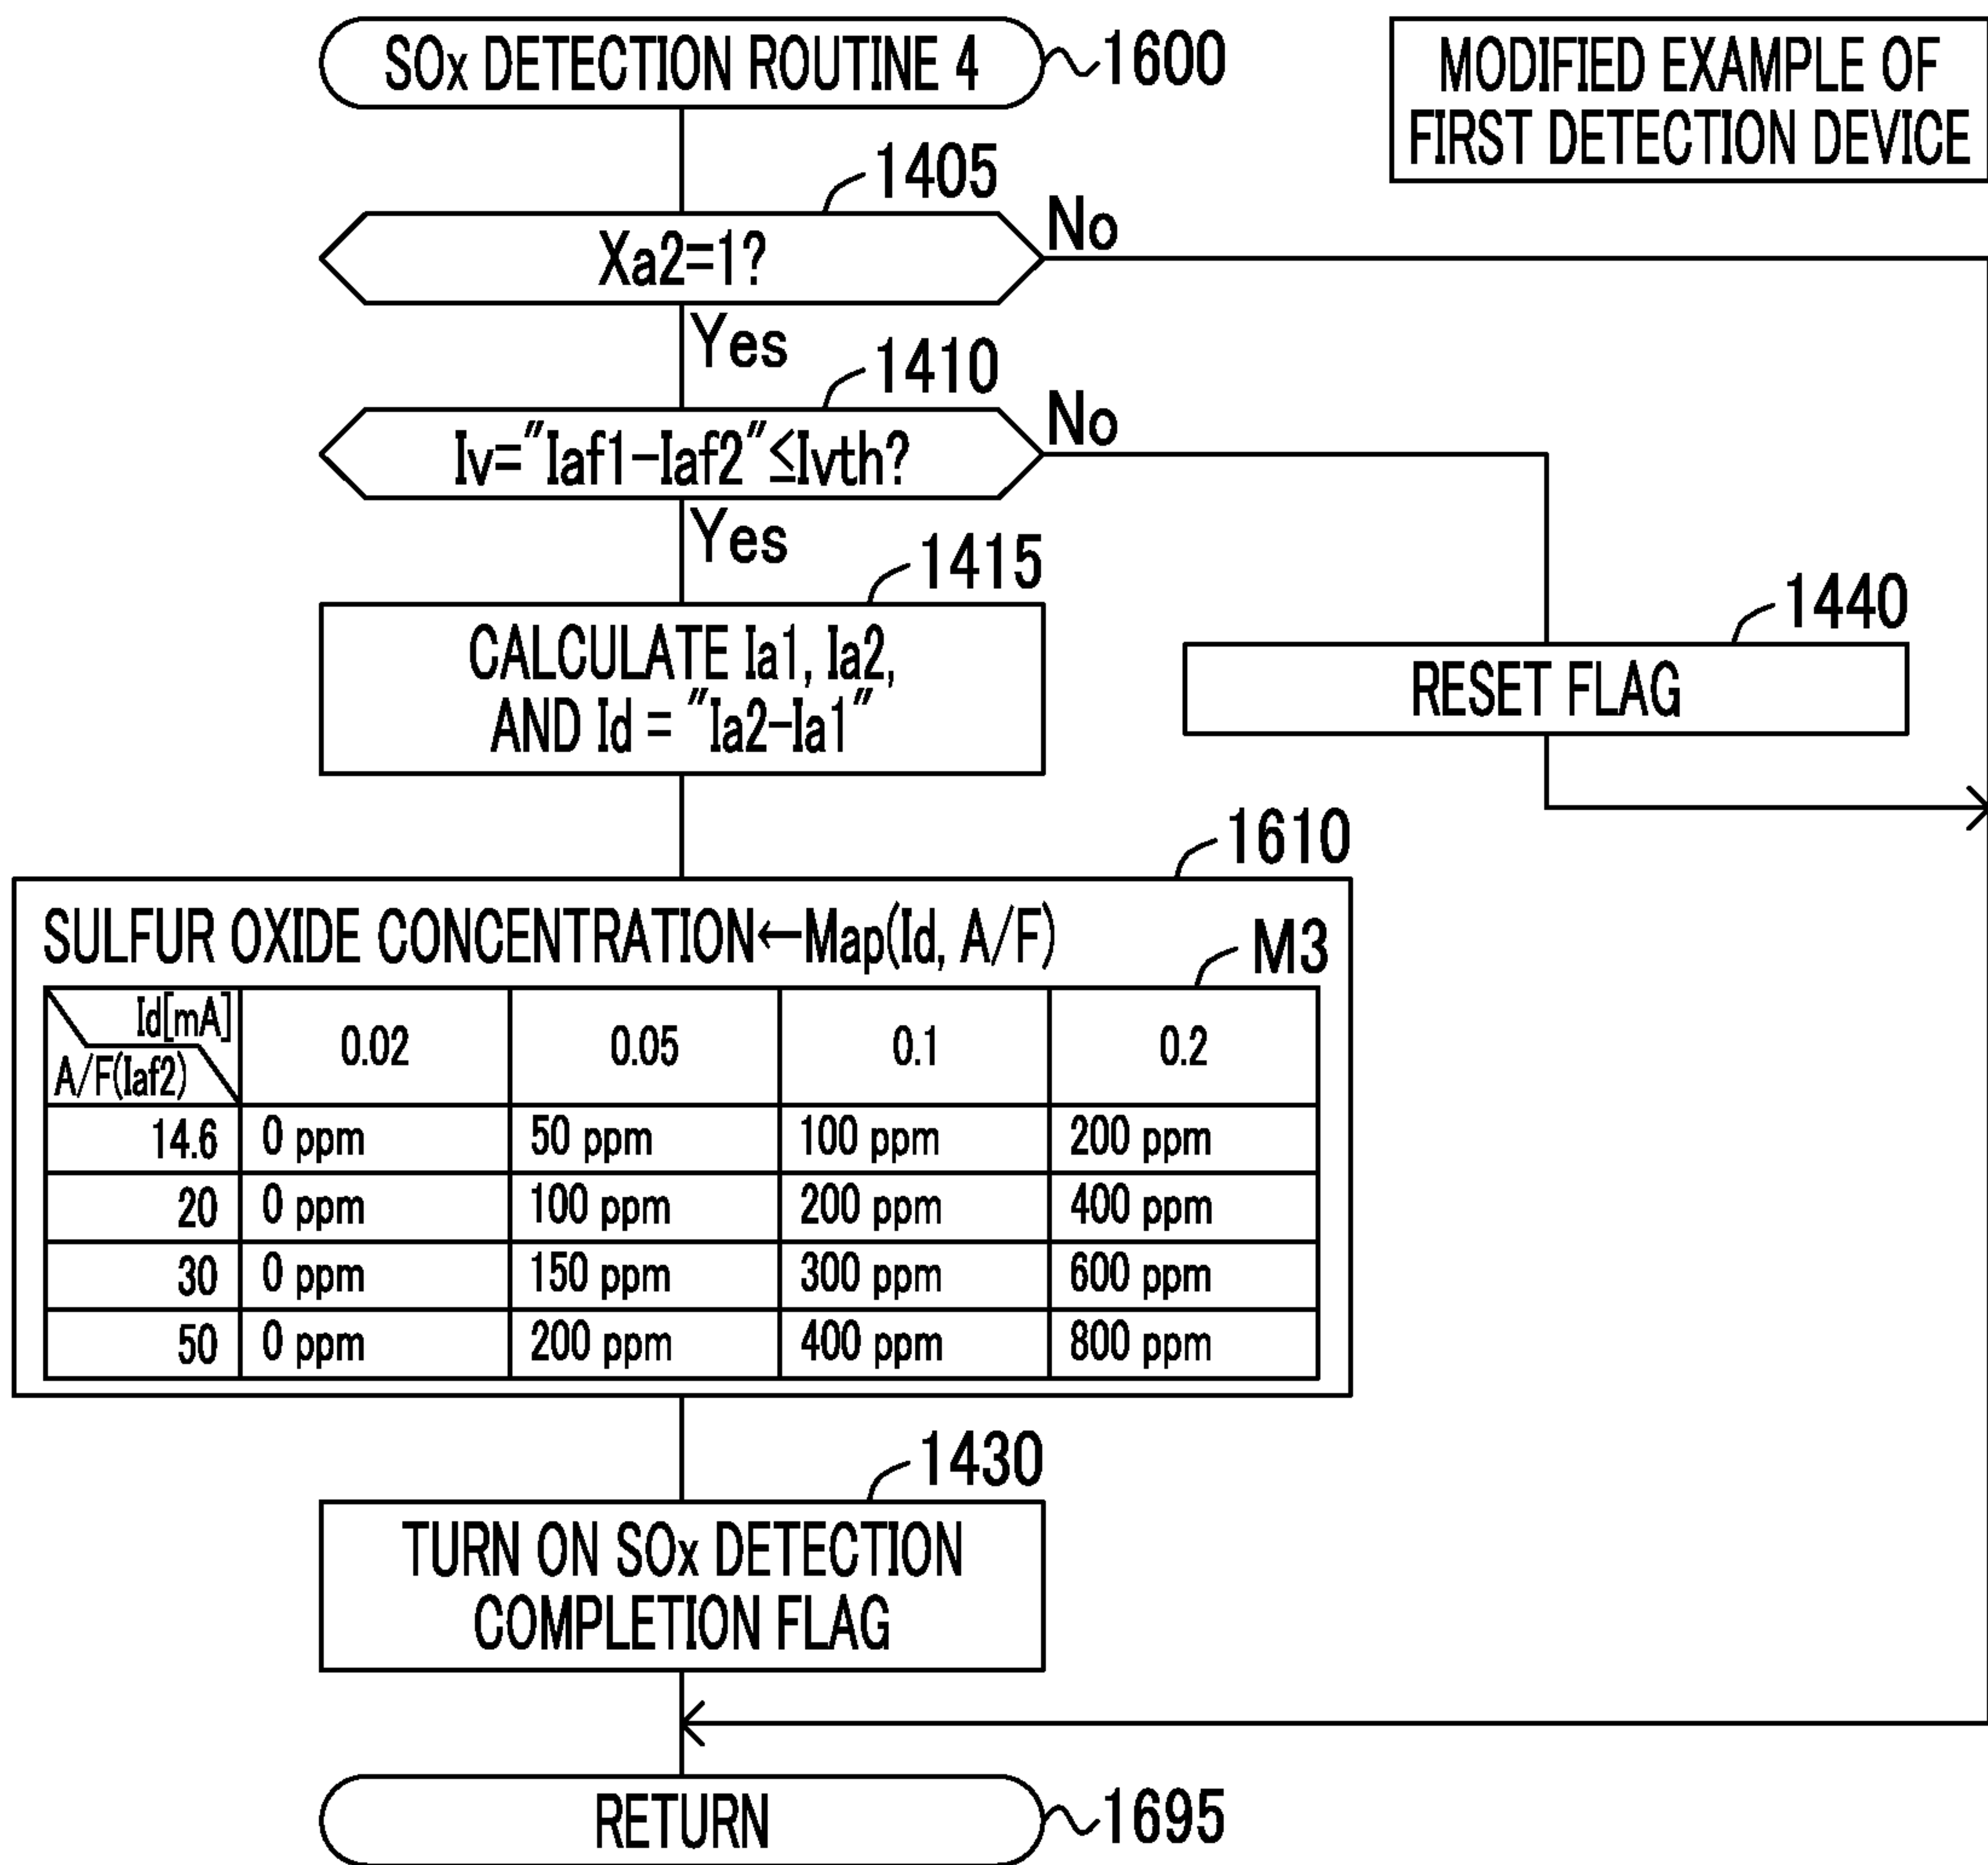 SOx DETECTION ROUTINE 4
1600
MODIFIED EXAMPLE OF
FIRST DETECTION DEVICE
1405
Xa2=1?
No
Yes
1410
Iv="Iaf1-Iaf2"≦Ivth?
No
Yes
1415
CALCULATE Ia1, Ia2,
AND Id = "Ia2-Ia1"
1440
RESET FLAG
1610
SULFUR OXIDE CONCENTRATION←Map(Id, A/F)
M3
Id[mA]
A/F(Iaf2)
0.02 0.05 0.1 0.2
14.6 0 ppm 50 ppm 100 ppm 200 ppm
20 0 ppm 100 ppm 200 ppm 400 ppm
30 0 ppm 150 ppm 300 ppm 600 ppm
50 0 ppm 200 ppm 400 ppm 800 ppm
1430
TURN ON SOx DETECTION
COMPLETION FLAG
RETURN
1695